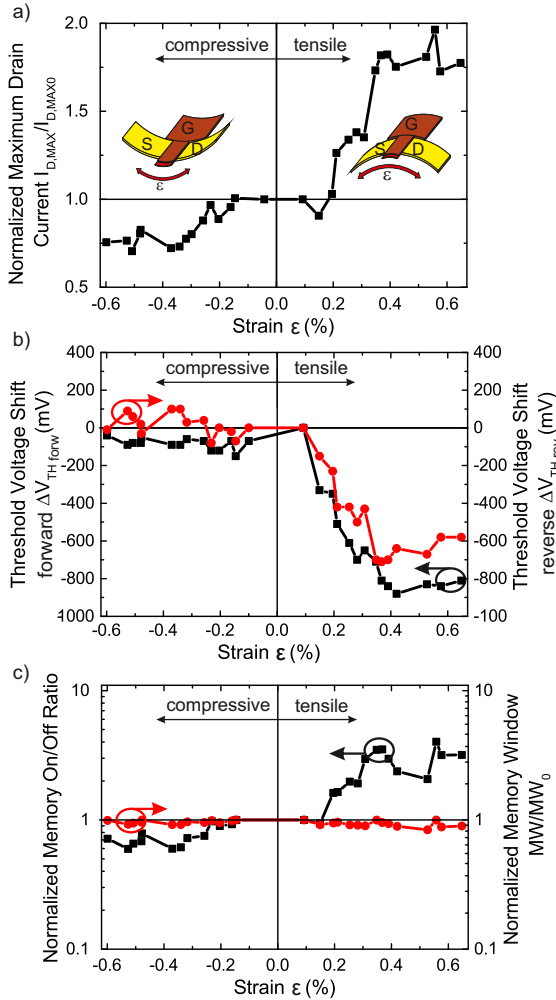 a)
Normalized Maximum Drain
Current I_D,MAX/I_D,MAX0
2.0
1.5
1.0
0.5
compressive
tensile
G
S
D
ε
G
S
D
ε
-0.6
-0.4
-0.2
0.0
0.2
0.4
0.6
Strain ε (%)
b)
Threshold Voltage Shift
forward ΔV_TH forw (mV)
400
200
0
-200
-400
-600
-800
1000
compressive
tensile
400
200
0
-200
-400
-600
-800
-100
Threshold Voltage Shift
reverse ΔV (mV)
-0.6
-0.4
-0.2
0.0
0.2
0.4
0.6
Strain ε (%)
c)
Normalized Memory On/Off Ratio
10
1
0.1
compressive
tensile
10
1
0.1
Normalized Memory Window
MW/MW_0
-0.6
-0.4
-0.2
0.0
0.2
0.4
0.6
Strain ε (%)